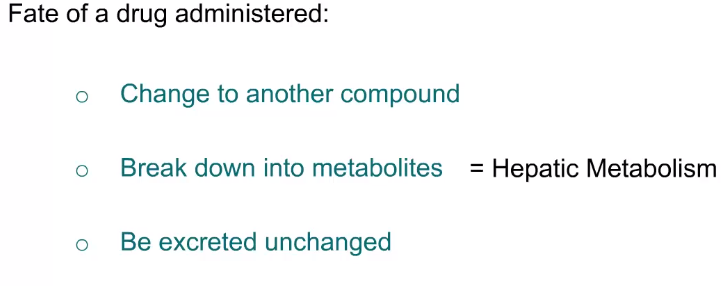 Fate of a drug administered:
○ Change to another compound
○ Break down into metabolites = Hepatic Metabolism
○ Be excreted unchanged